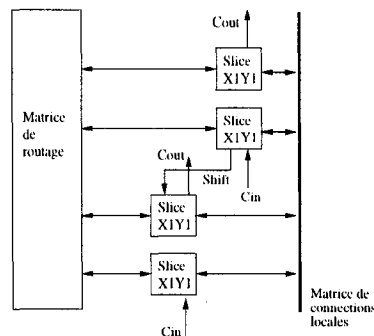 Cout
Slice
X1Y1
Matrice
de
routage
Slice
X1Y1
Cout
Shift
Cin
Slice
X1Y1
Slice
X1Y1
Cin
Matrice de
connections
locales